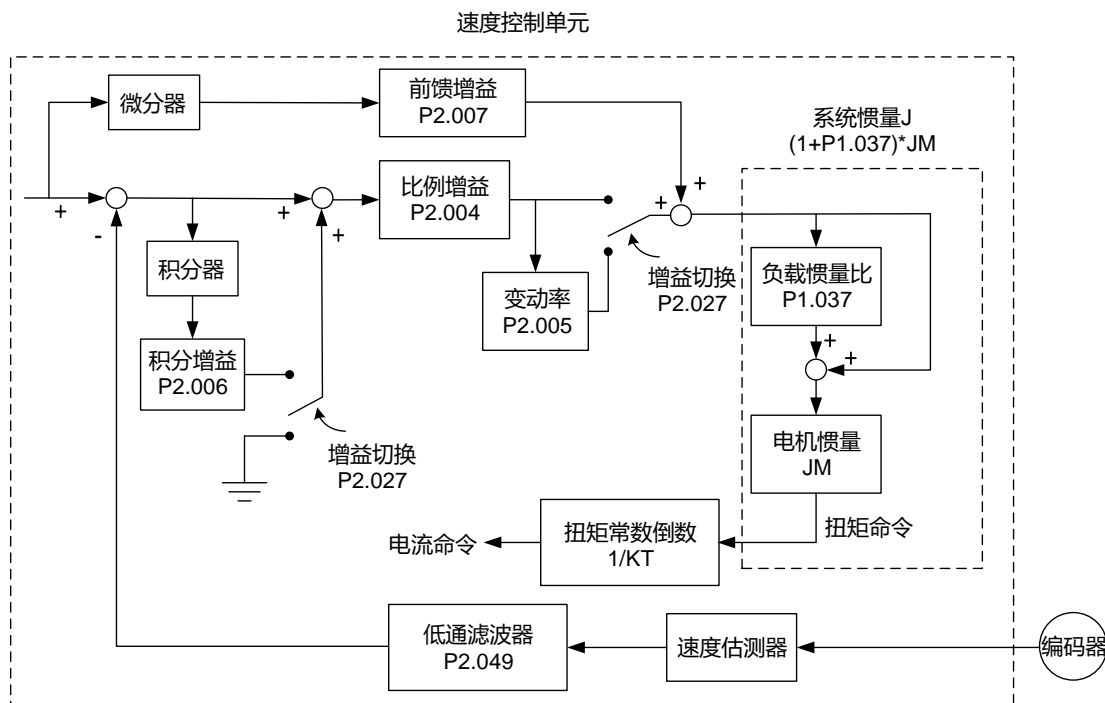 速度控制单元
微分器
前馈增益
P2.007
系统惯量J
(1+P1.037)*JM
+
-
+
+
比例增益
P2.004
+
+
增益切换
P2.027
积分器
变动率
P2.005
负载惯量比
P1.037
+
+
积分增益
P2.006
增益切换
P2.027
电机惯量
JM
电流命令
扭矩常数倒数
1/KT
扭矩命令
低通滤波器
P2.049
速度估测器
编码器